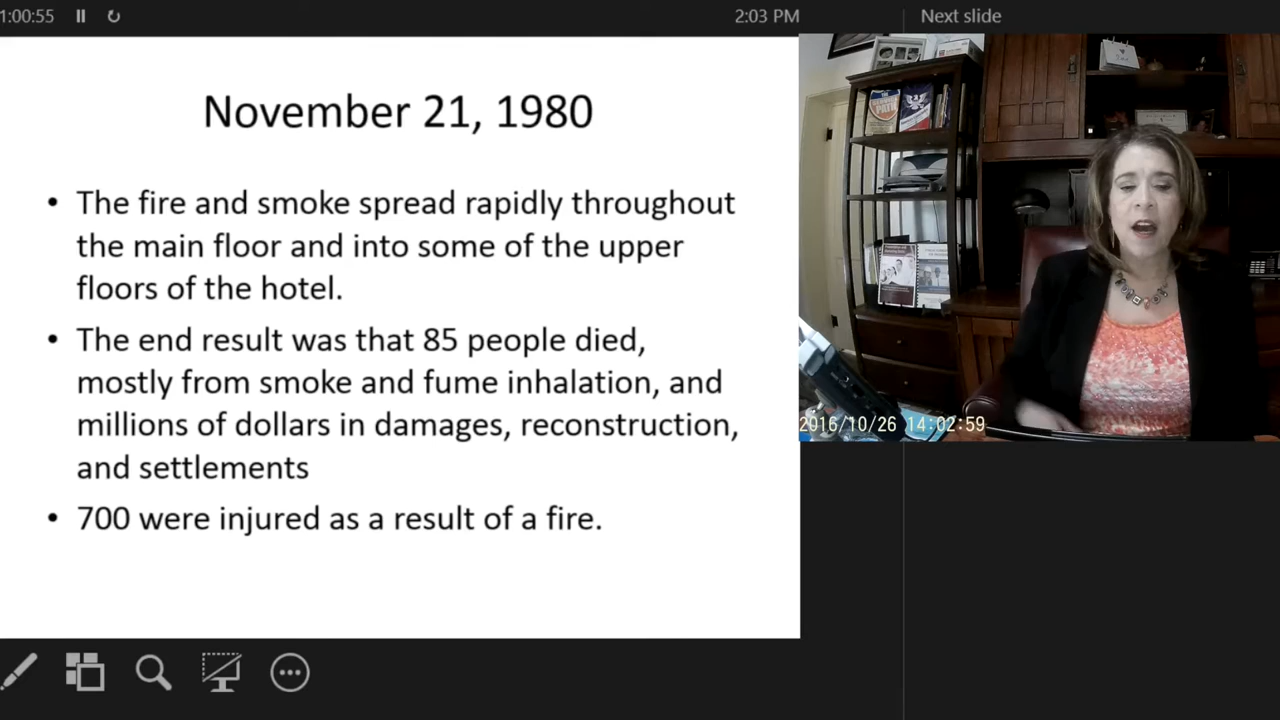 1:00:55
2:03 PM
Next slide
November 21, 1980
• The fire and smoke spread rapidly throughout
the main floor and into some of the upper
floors of the hotel.
• The end result was that 85 people died,
mostly from smoke and fume inhalation, and
millions of dollars in damages, reconstruction,
and settlements
• 700 were injured as a result of a fire.
PATH
2016/10/26 14:02:59